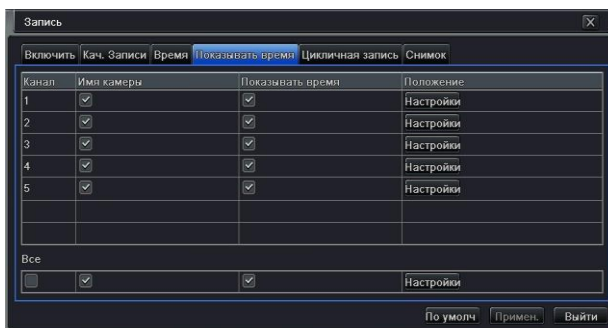 Запись
Включить Кач. Записи Время Показывать время Цикличная запись Снимок
Канал Имя камеры Показывать время Положение
1 Настройки
2 Настройки
3 Настройки
4 Настройки
5 Настройки
Все
Настройки
По умолч Примен. Выйти